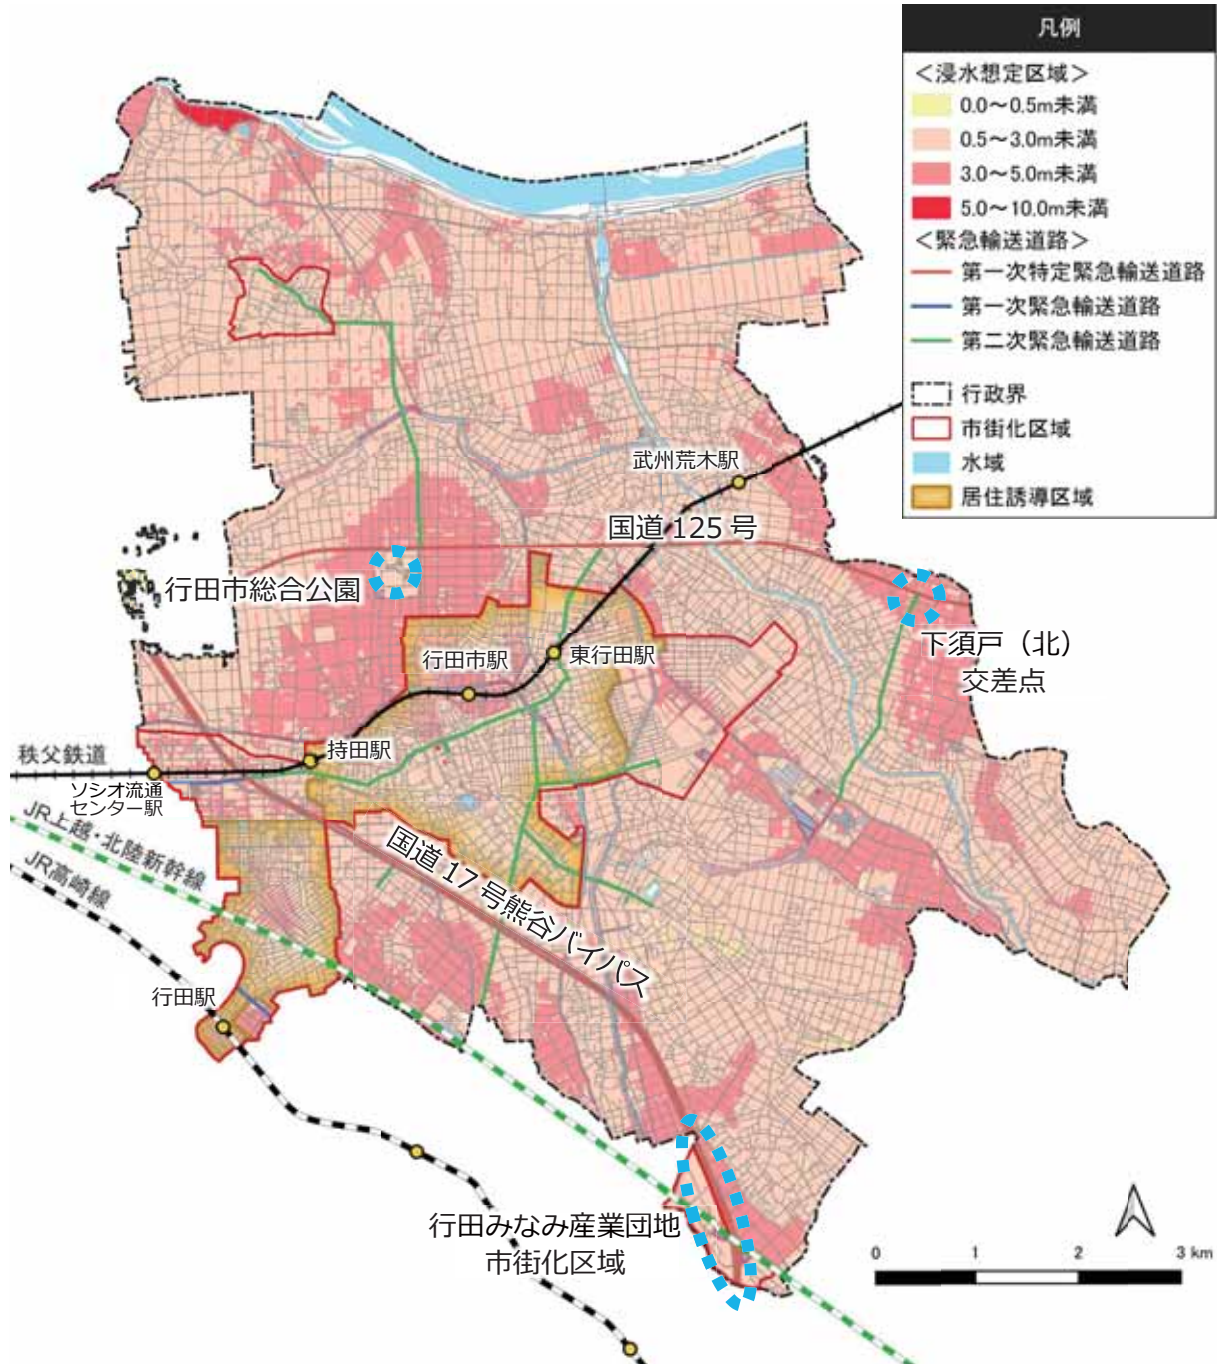 凡例
＜浸水想定区域＞
0.0～0.5m未満
0.5～3.0m未満
3.0～5.0m未満
5.0～10.0m未満
＜緊急輸送道路＞
第一次特定緊急輸送道路
第一次緊急輸送道路
第二次緊急輸送道路
行政界
市街化区域
水域
居住誘導区域
武州荒木駅
国道 125 号
行田市総合公園
下須戸（北）
交差点
行田市駅
東行田駅
持田駅
秩父鉄道
ソシオ流通
センター駅
JR上越・北陸新幹線
JR高崎線
国道 17 号熊谷バイパス
行田駅
行田みなみ産業団地
市街化区域
0 1 2 3 km